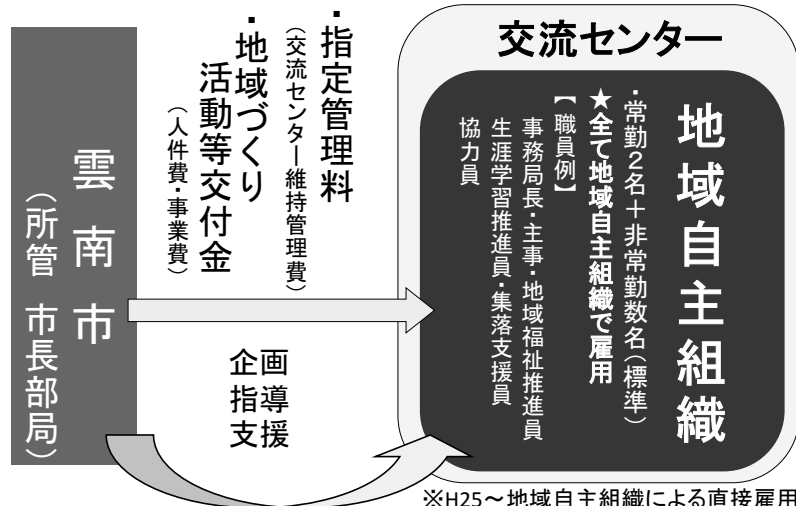 雲南市
（所管 市長部局）
・指定管理料
（交流センター維持管理費）
・地域づくり
活動等交付金
（人件費・事業費）
企画
指導
支援
交流センター
地域自主組織
・常勤２名＋非常勤数名（標準）
★全て地域自主組織で雇用
【職員例】
事務局長・主事・地域福祉推進員
生涯学習推進員・集落支援員
協力員
※H25～地域自主組織による直接雇用